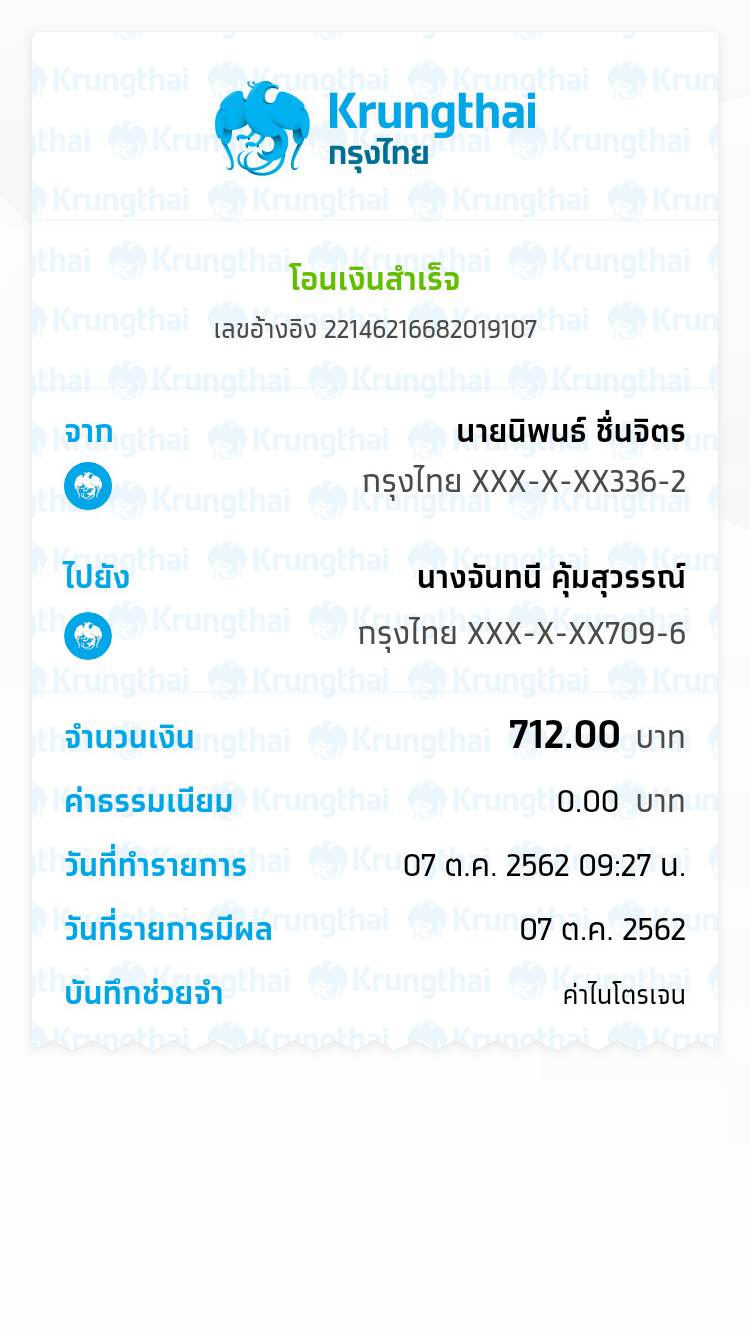 Krungthai
กรุงไทย
โอนเงินสำเร็จ
เลขอ้างอิง 22146216682019107
จาก นายนิพนธ์ ชื่นจิตร
กรุงไทย XXX-X-XX336-2
ไปยัง นางจันทนี คุ้มสุวรรณ์
กรุงไทย XXX-X-XX709-6
จำนวนเงิน 712.00 บาท
ค่าธรรมเนียม 0.00 บาท
วันที่ทำรายการ 07 ต.ค. 2562 09:27 น.
วันที่รายการมีผล 07 ต.ค. 2562
บันทึกช่วยจำ ค่าไนโตรเจน